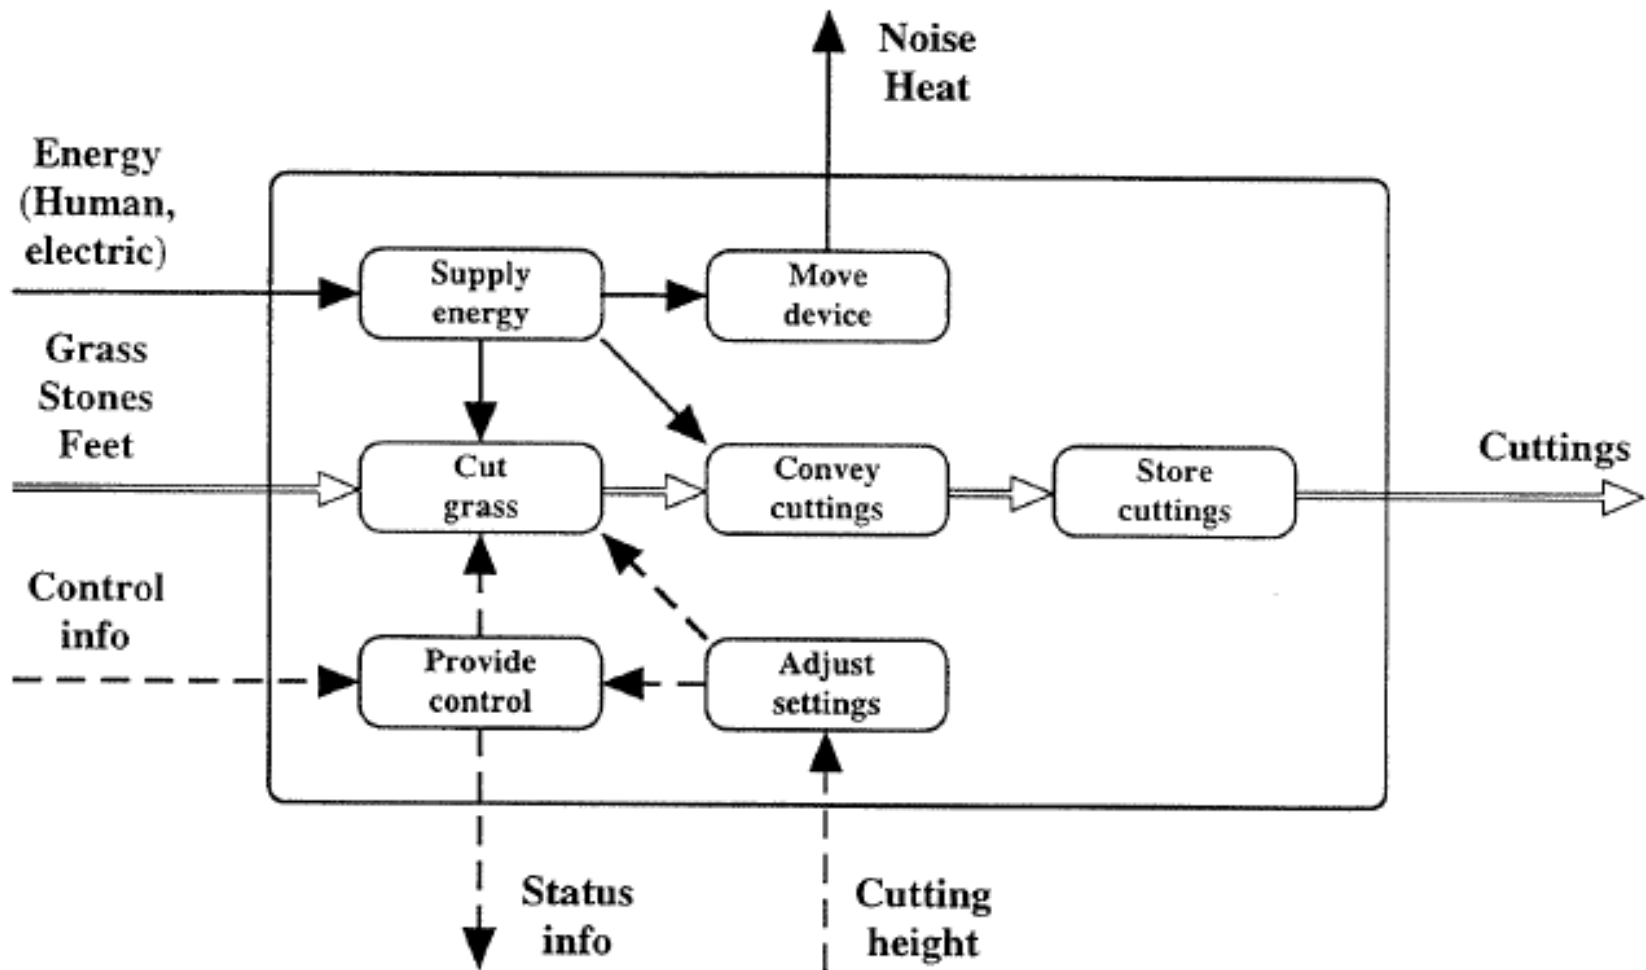 Noise
Heat
Energy
(Human,
electric)
Supply
energy
Move
device
Grass
Stones
Feet
Cut
grass
Convey
cuttings
Store
cuttings
Cuttings
Control
info
Provide
control
Adjust
settings
Status
info
Cutting
height